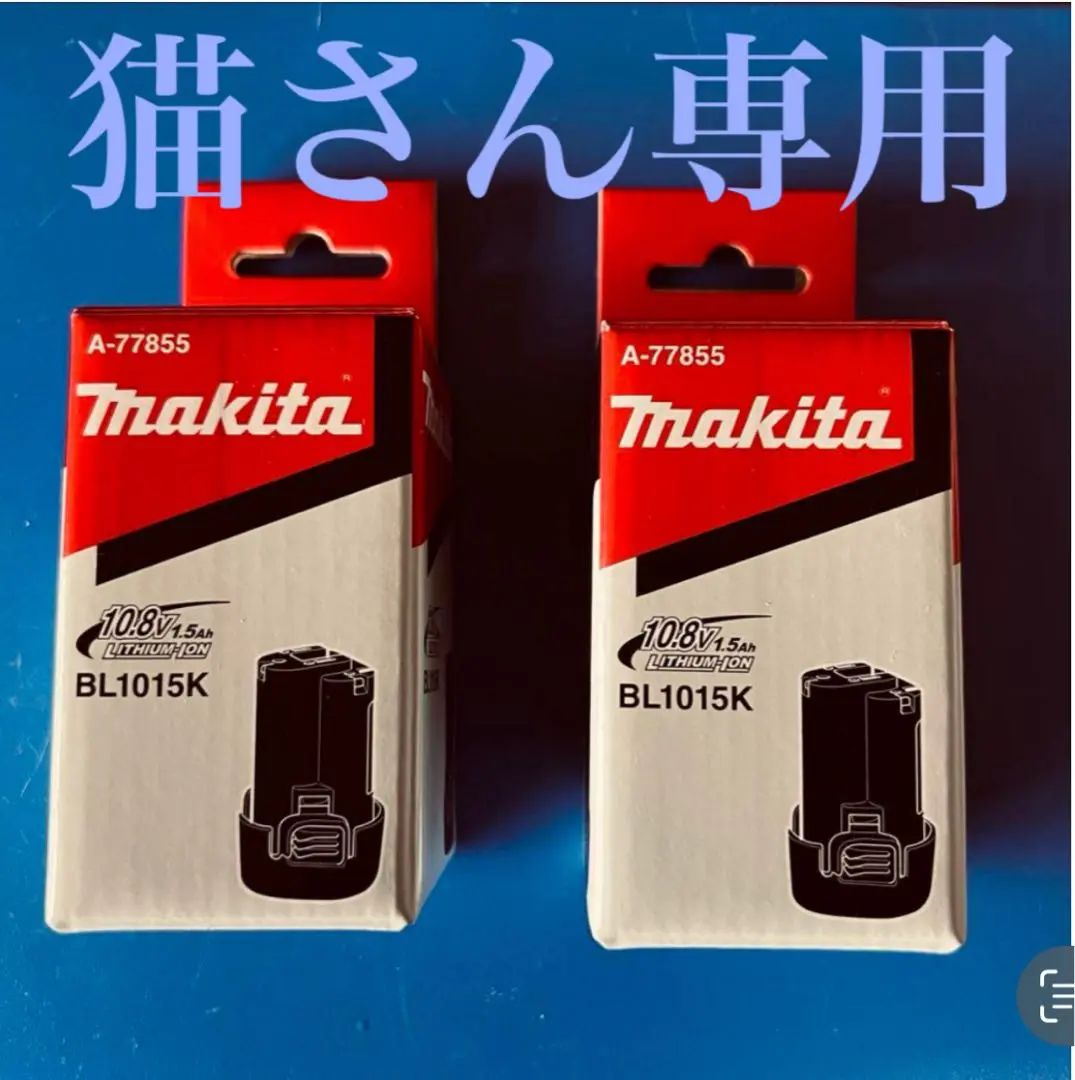 猫さん専用
A-77855
makita®
10.8V 1.5Ah
LITHIUM-ION
BL1015K
A-77855
makita®
10.8V 1.5Ah
LITHIUM-ION
BL1015K